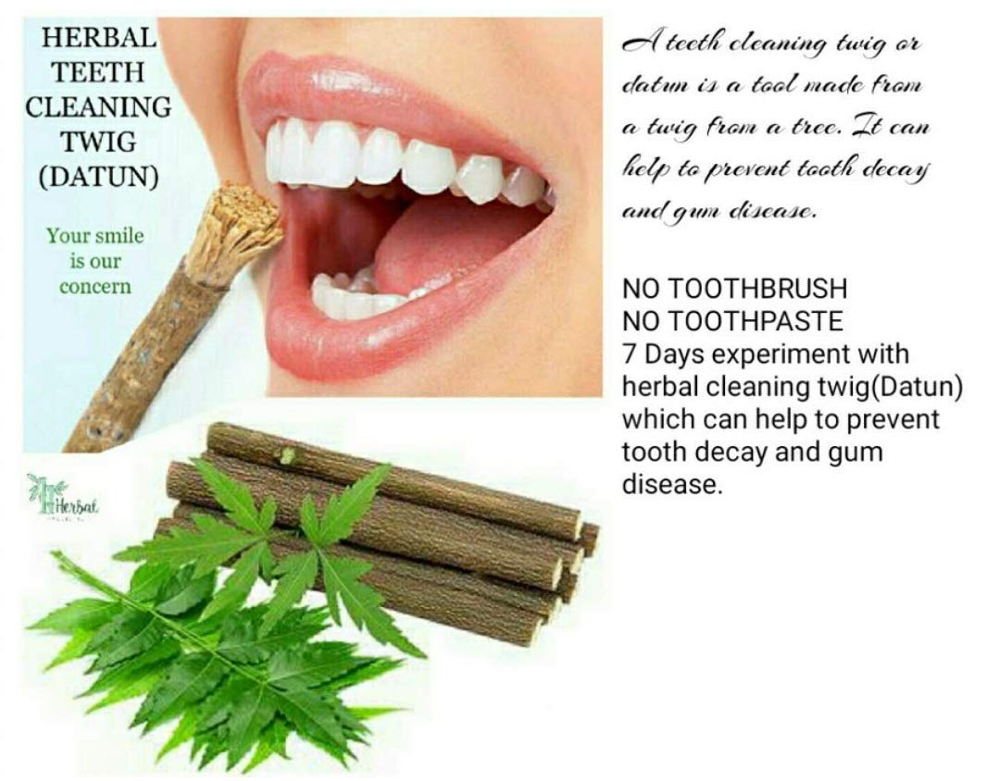 HERBAL
TEETH
CLEANING
TWIG
(DATUN)
Your smile
is our
concern
A teeth cleaning twig or
datun is a tool made from
a twig from a tree. It can
help to prevent tooth decay
and gum disease.
NO TOOTHBRUSH
NO TOOTHPASTE
7 Days experiment with
herbal cleaning twig(Datun)
which can help to prevent
tooth decay and gum
disease.
Herbal